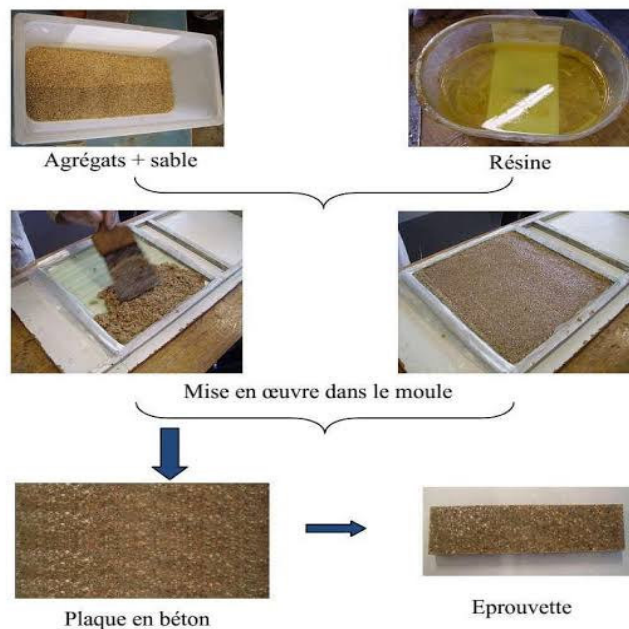 Agrégats + sable
Résine
Mise en œuvre dans le moule
Plaque en béton
Eprouvette